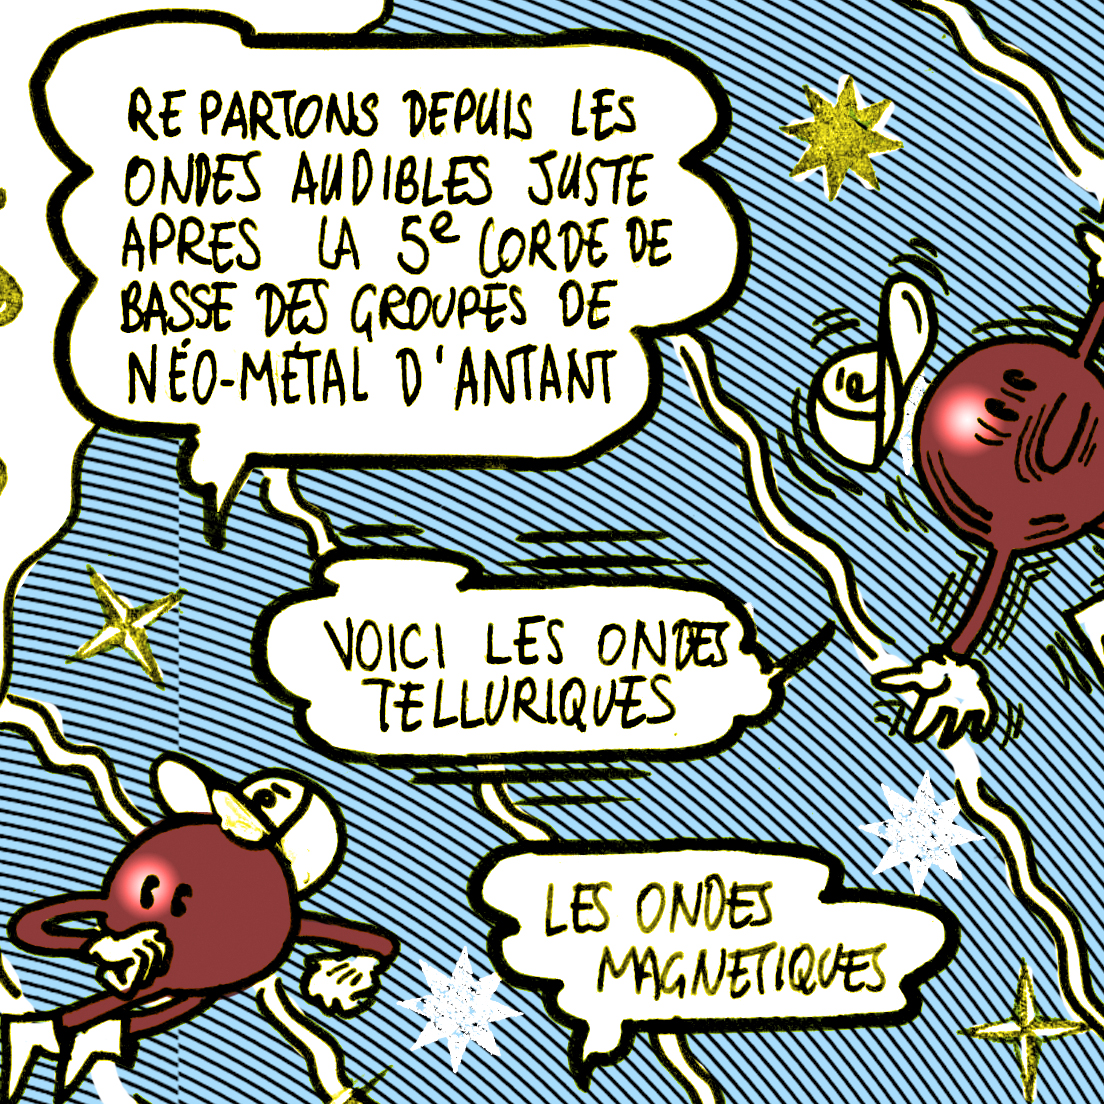 RE PARTONS DEPUIS LES
ONDES AUDIBLES JUSTE
APRES LA 5e CORDE DE
BASSE DES GROUPES DE
NÉO-MÉTAL D'ANTANT
VOICI LES ONDES
TELLURIQUES
LES ONDES
MAGNETIQUES